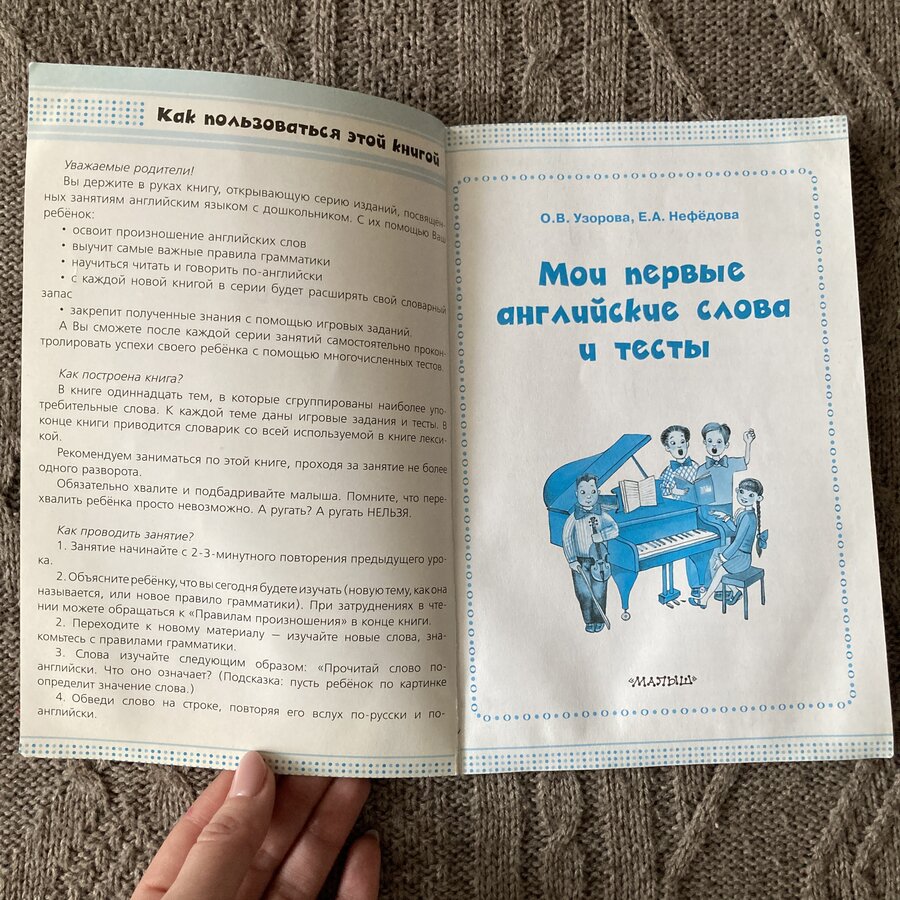 Как пользоваться этой книгой
Уважаемые родители!
Вы держите в руках книгу, открывающую серию изданий, посвящён-
ных занятиям английским языком с дошкольником. С их помощью Ваш
ребёнок:
• освоит произношение английских слов
• выучит самые важные правила грамматики
• научиться читать и говорить по-английски
• с каждой новой книгой в серии будет расширять свой словарный
запас
• закрепит полученные знания с помощью игровых заданий.
А Вы сможете после каждой серии занятий самостоятельно прокон-
тролировать успехи своего ребёнка с помощью многочисленных тестов.
Как построена книга?
В книге одиннадцать тем, в которые сгруппированы наиболее упо-
требительные слова. К каждой теме даны игровые задания и тесты. В
конце книги приводится словарик со всей используемой в книге лекси-
кой.
Рекомендуем заниматься по этой книге, проходя за занятие не более
одного разворота.
Обязательно хвалите и подбадривайте малыша. Помните, что пере-
хвалить ребёнка просто невозможно. А ругать? А ругать НЕЛЬЗЯ.
Как проводить занятие?
1. Занятие начинайте с 2-3-минутного повторения предыдущего уро-
ка.
2. Объясните ребёнку, что вы сегодня будете изучать (новую тему, как она
называется, или новое правило грамматики). При затруднениях в чте-
нии можете обращаться к «Правилам произношения» в конце книги.
2. Переходите к новому материалу – изучайте новые слова, зна-
комьтесь с правилами грамматики.
3. Слова изучайте следующим образом: «Прочитай слово по-
английски. Что оно означает? (Подсказка: пусть ребёнок по картинке
определит значение слова.)
4. Обведи слово на строке, повторяя его вслух по-русски и по-
английски.
О.В. Узорова, Е.А. Нефёдова
Мои первые
английские слова
и тесты
«МАЛЫШ»